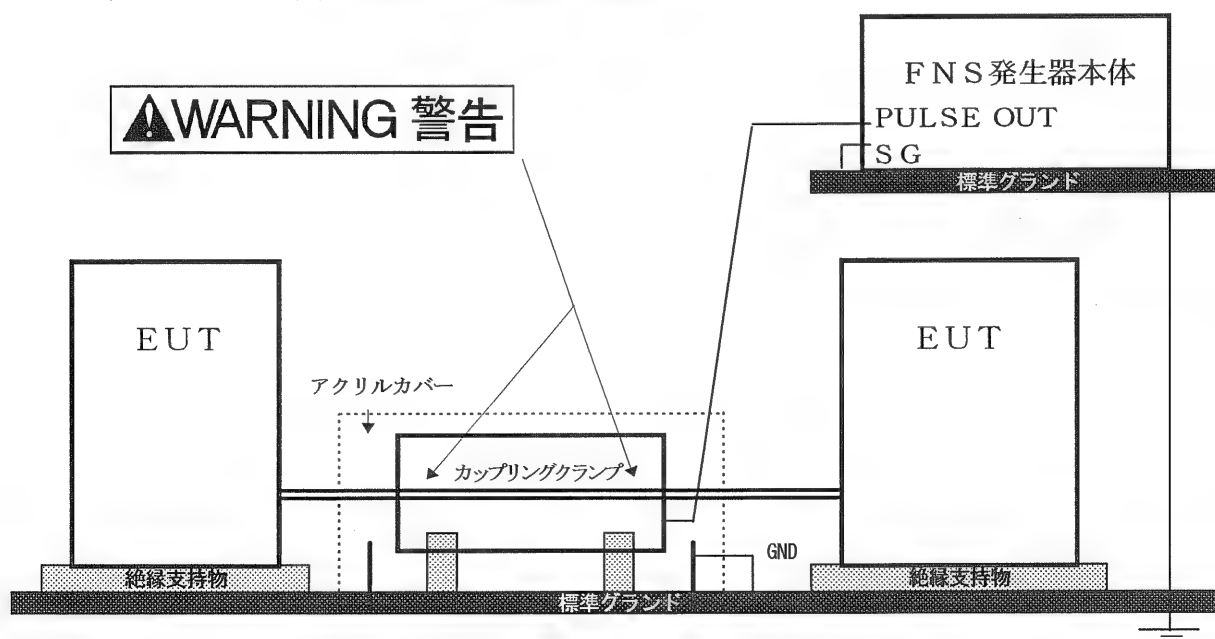 FNS発生器本体
⚠WARNING 警告
PULSE OUT
SG
標準グランド
EUT
EUT
アクリルカバー
カップリングクランプ
GND
絶縁支持物
絶縁支持物
標準グランド